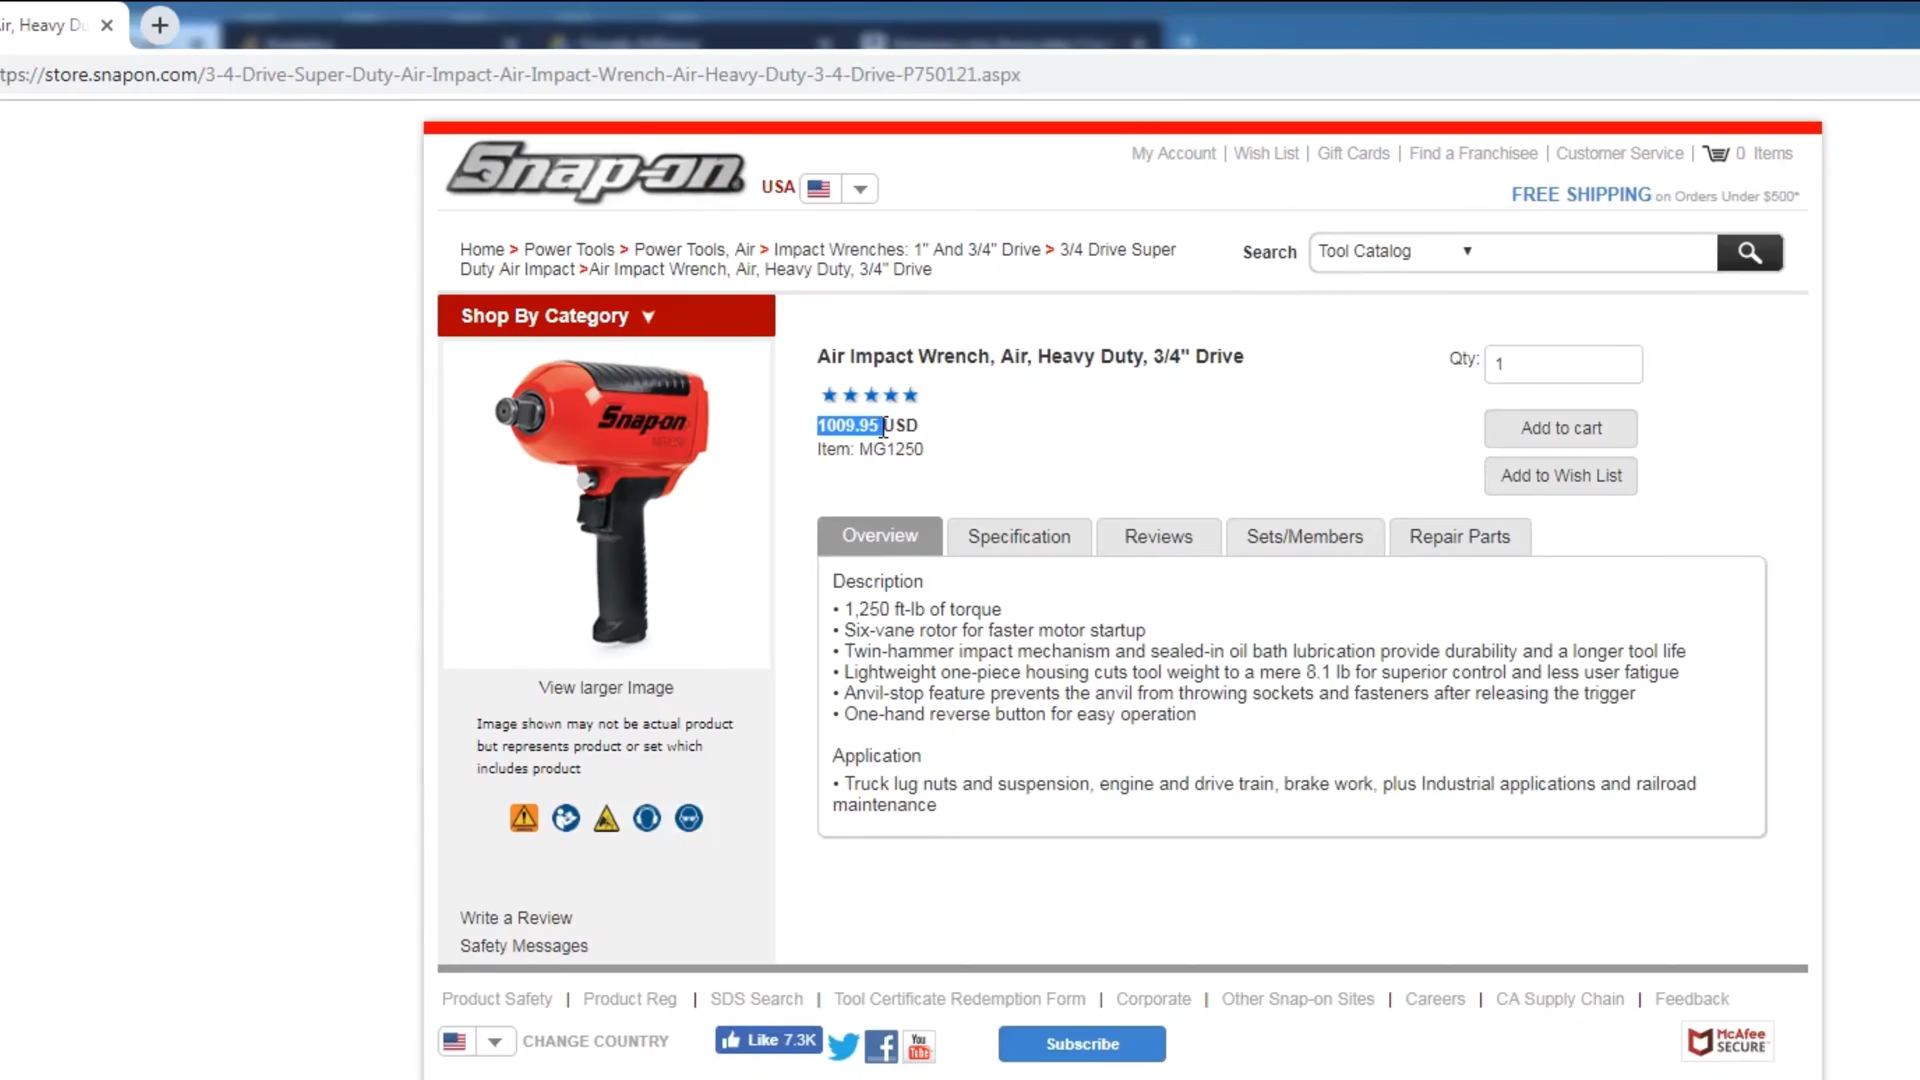 ir, Heavy Du
tps://store.snapon.com/3-4-Drive-Super-Duty-Air-Impact-Air-Impact-Wrench-Air-Heavy-Duty-3-4-Drive-P750121.aspx
Snap-on
USA
My Account | Wish List | Gift Cards | Find a Franchisee | Customer Service | 0 Items
FREE SHIPPING on Orders Under $500*
Home > Power Tools > Power Tools, Air > Impact Wrenches: 1" And 3/4" Drive > 3/4 Drive Super
Duty Air Impact >Air Impact Wrench, Air, Heavy Duty, 3/4" Drive
Search Tool Catalog
Shop By Category
Snap-on
Air Impact Wrench, Air, Heavy Duty, 3/4" Drive
1009.95 USD
Item: MG1250
Qty: 1
Add to cart
Add to Wish List
Overview Specification Reviews Sets/Members Repair Parts
Description
• 1,250 ft-lb of torque
• Six-vane rotor for faster motor startup
• Twin-hammer impact mechanism and sealed-in oil bath lubrication provide durability and a longer tool life
• Lightweight one-piece housing cuts tool weight to a mere 8.1 lb for superior control and less user fatigue
• Anvil-stop feature prevents the anvil from throwing sockets and fasteners after releasing the trigger
• One-hand reverse button for easy operation
Application
• Truck lug nuts and suspension, engine and drive train, brake work, plus Industrial applications and railroad
maintenance
View larger Image
Image shown may not be actual product
but represents product or set which
includes product
Write a Review
Safety Messages
Product Safety | Product Reg | SDS Search | Tool Certificate Redemption Form | Corporate | Other Snap-on Sites | Careers | CA Supply Chain | Feedback
CHANGE COUNTRY
Like 7.3K
You
Tube
Subscribe
McAfee
SECURE